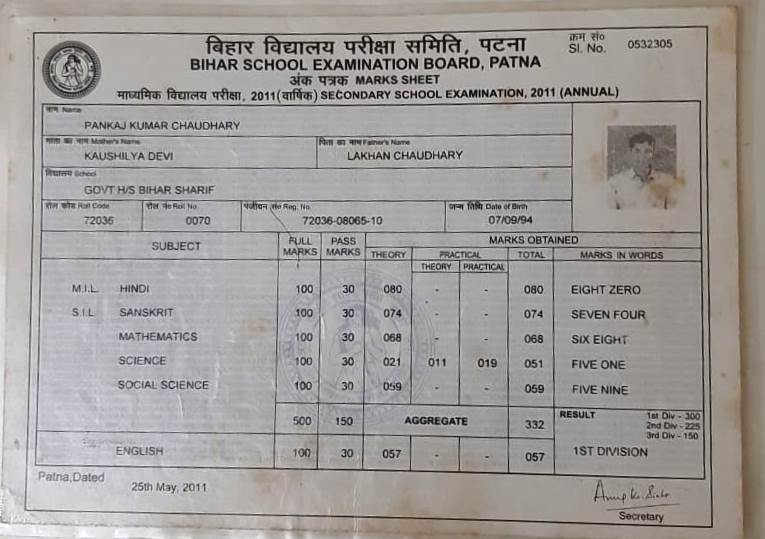 बिहार विद्यालय परीक्षा समिति, पटना
क्रम सं०
Sl. No. 0532305
BIHAR SCHOOL EXAMINATION BOARD, PATNA
अंक पत्रक MARKS SHEET
माध्यमिक विद्यालय परीक्षा, 2011(वार्षिक) SECONDARY SCHOOL EXAMINATION, 2011 (ANNUAL)
नाम Name
PANKAJ KUMAR CHAUDHARY
माता का नाम Mother's Name पिता का नाम Father's Name
KAUSHILYA DEVI LAKHAN CHAUDHARY
विद्यालय School
GOVT H/S BIHAR SHARIF
रोल कोड Roll Code रोल नं० Roll No. पंजीयन सं० Reg. No. जन्म तिथि Date of Birth
72036 0070 72036-08065-10 07/09/94
SUBJECT FULL MARKS PASS MARKS MARKS OBTAINED
THEORY PRACTICAL TOTAL MARKS IN WORDS
THEORY PRACTICAL
M.I.L. HINDI 100 30 080 - - 080 EIGHT ZERO
S.I.L. SANSKRIT 100 30 074 - - 074 SEVEN FOUR
MATHEMATICS 100 30 068 - - 068 SIX EIGHT
SCIENCE 100 30 021 011 019 051 FIVE ONE
SOCIAL SCIENCE 100 30 059 - - 059 FIVE NINE
500 150 AGGREGATE 332 RESULT 1st Div - 300
2nd Div - 225
3rd Div - 150
ENGLISH 100 30 057 - - 057 1ST DIVISION
Patna,Dated
25th May, 2011
Secretary